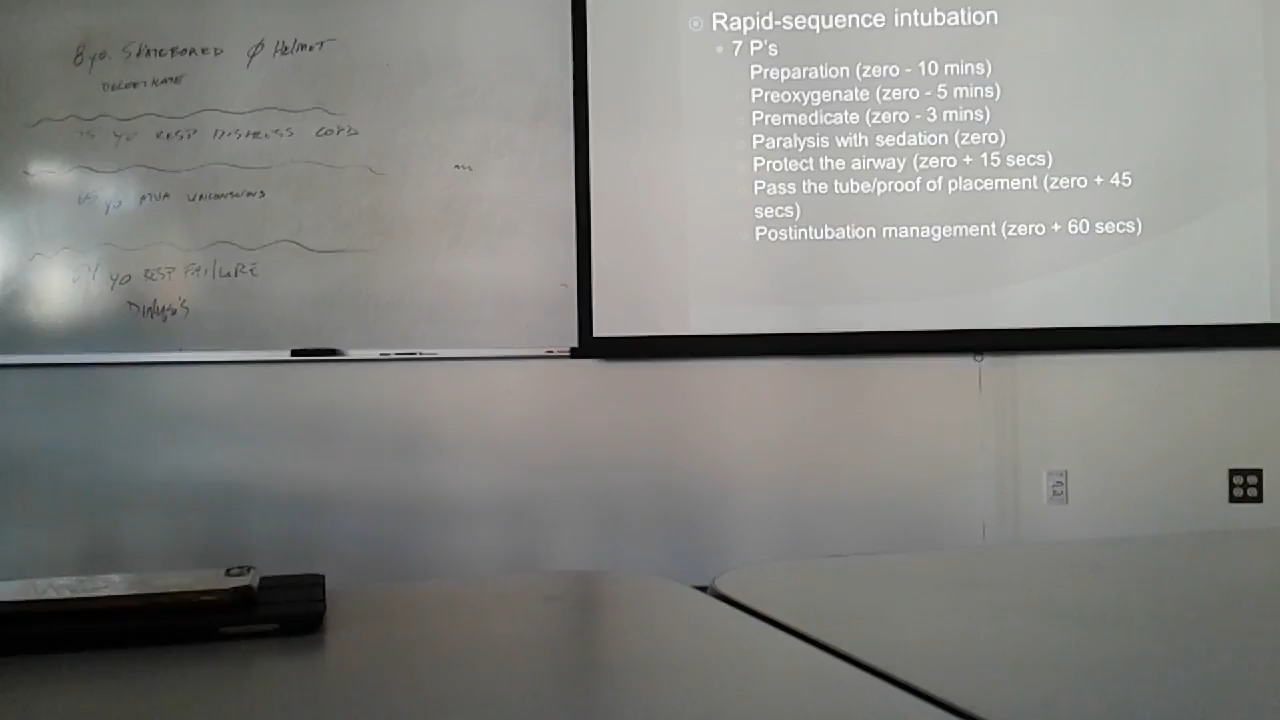 8 yo. SKATEBOARD ∅ Helmet
DECORTICATE
75 yo RESP DISTRESS COPD
65 yo MVA UNCONSCIOUS
yo RESP FAILURE
Dialysis
Rapid-sequence intubation
7 P's
Preparation (zero - 10 mins)
Preoxygenate (zero - 5 mins)
Premedicate (zero - 3 mins)
Paralysis with sedation (zero)
Protect the airway (zero + 15 secs)
Pass the tube/proof of placement (zero + 45
secs)
Postintubation management (zero + 60 secs)